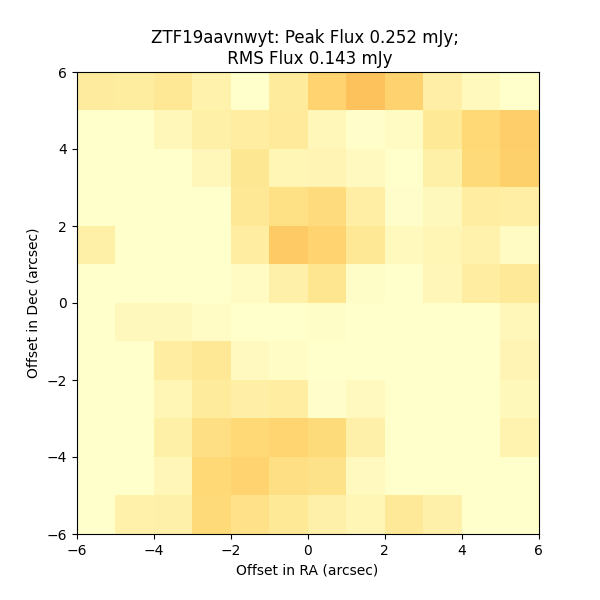 ZTF19aavnwyt: Peak Flux 0.252 mJy;
RMS Flux 0.143 mJy
6
4
2
0
−2
−4
−6
Offset in Dec (arcsec)
−6 −4 −2 0 2 4 6
Offset in RA (arcsec)